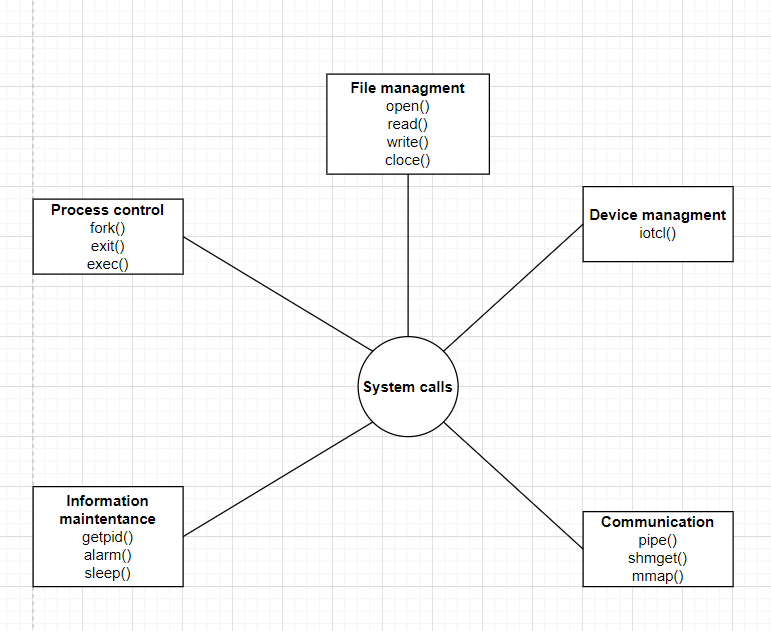 File managment
open()
read()
write()
cloce()
Process control
fork()
exit()
exec()
Device managment
iotcl()
System calls
Information
maintentance
getpid()
alarm()
sleep()
Communication
pipe()
shmget()
mmap()